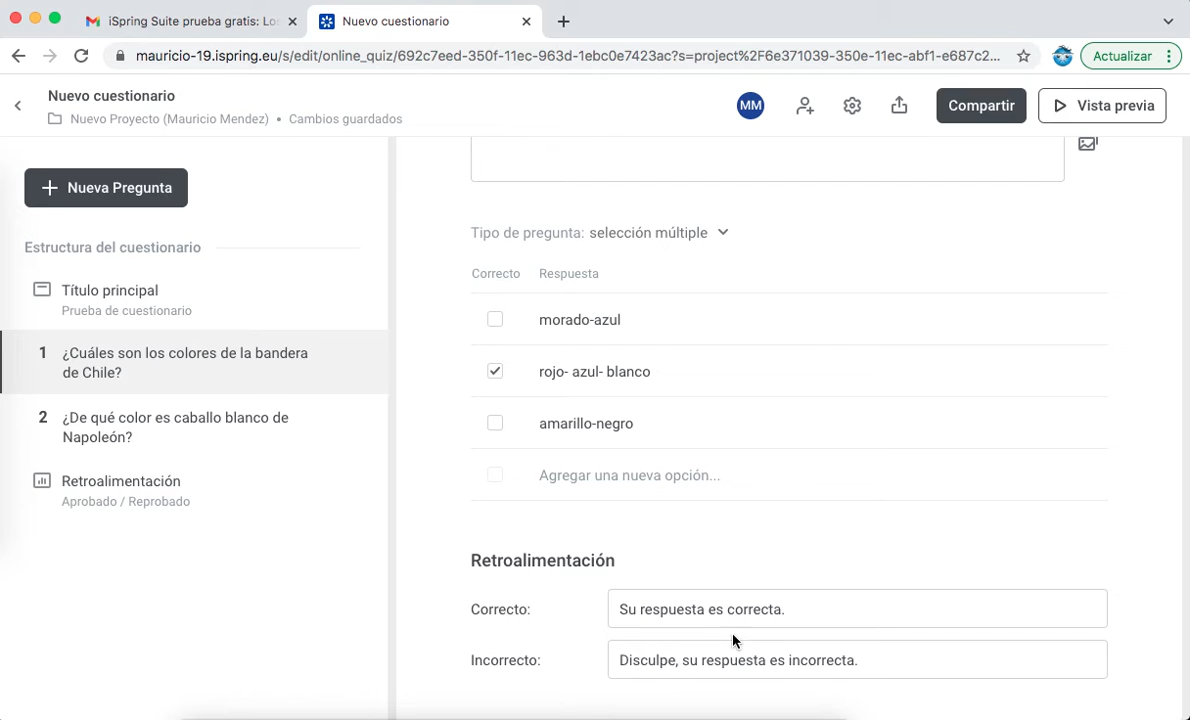 iSpring Suite prueba gratis: Lo
Nuevo cuestionario
mauricio-19.ispring.eu/s/edit/online_quiz/692c7eed-350f-11ec-963d-1ebc0e7423ac?s=project%2F6e371039-350e-11ec-abf1-e687c2...
Actualizar
Nuevo cuestionario
Nuevo Proyecto (Mauricio Mendez) • Cambios guardados
MM
Compartir
Vista previa
Nueva Pregunta
Estructura del cuestionario
Título principal
Prueba de cuestionario
1 ¿Cuáles son los colores de la bandera
de Chile?
2 ¿De qué color es caballo blanco de
Napoleón?
Retroalimentación
Aprobado / Reprobado
Tipo de pregunta: selección múltiple
Correcto Respuesta
morado-azul
rojo- azul- blanco
amarillo-negro
Agregar una nueva opción...
Retroalimentación
Correcto: Su respuesta es correcta.
Incorrecto: Disculpe, su respuesta es incorrecta.